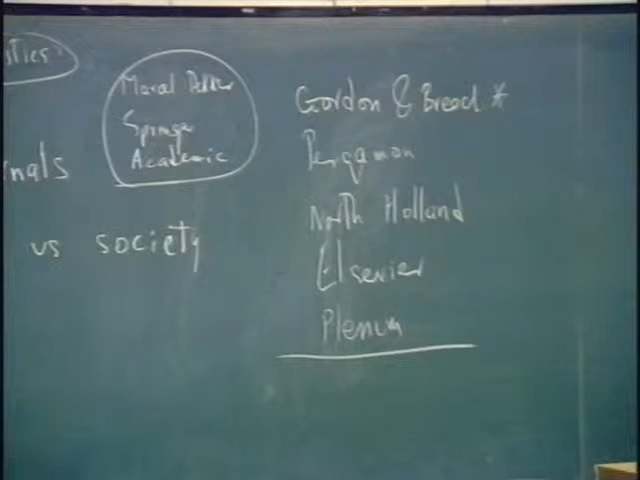 stics
Marcel Dekker
Springer
Academic
rnals
vs society
Gordon & Breach *
Pergamon
North Holland
Elsevier
Plenum